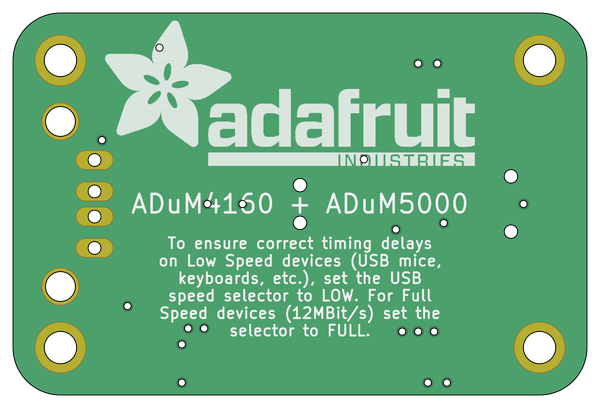 adafruit
INDUSTRIES
ADuM4160 + ADuM5000
To ensure correct timing delays
on Low Speed devices (USB mice,
keyboards, etc.), set the USB
speed selector to LOW. For Full
Speed devices (12MBit/s) set the
selector to FULL.